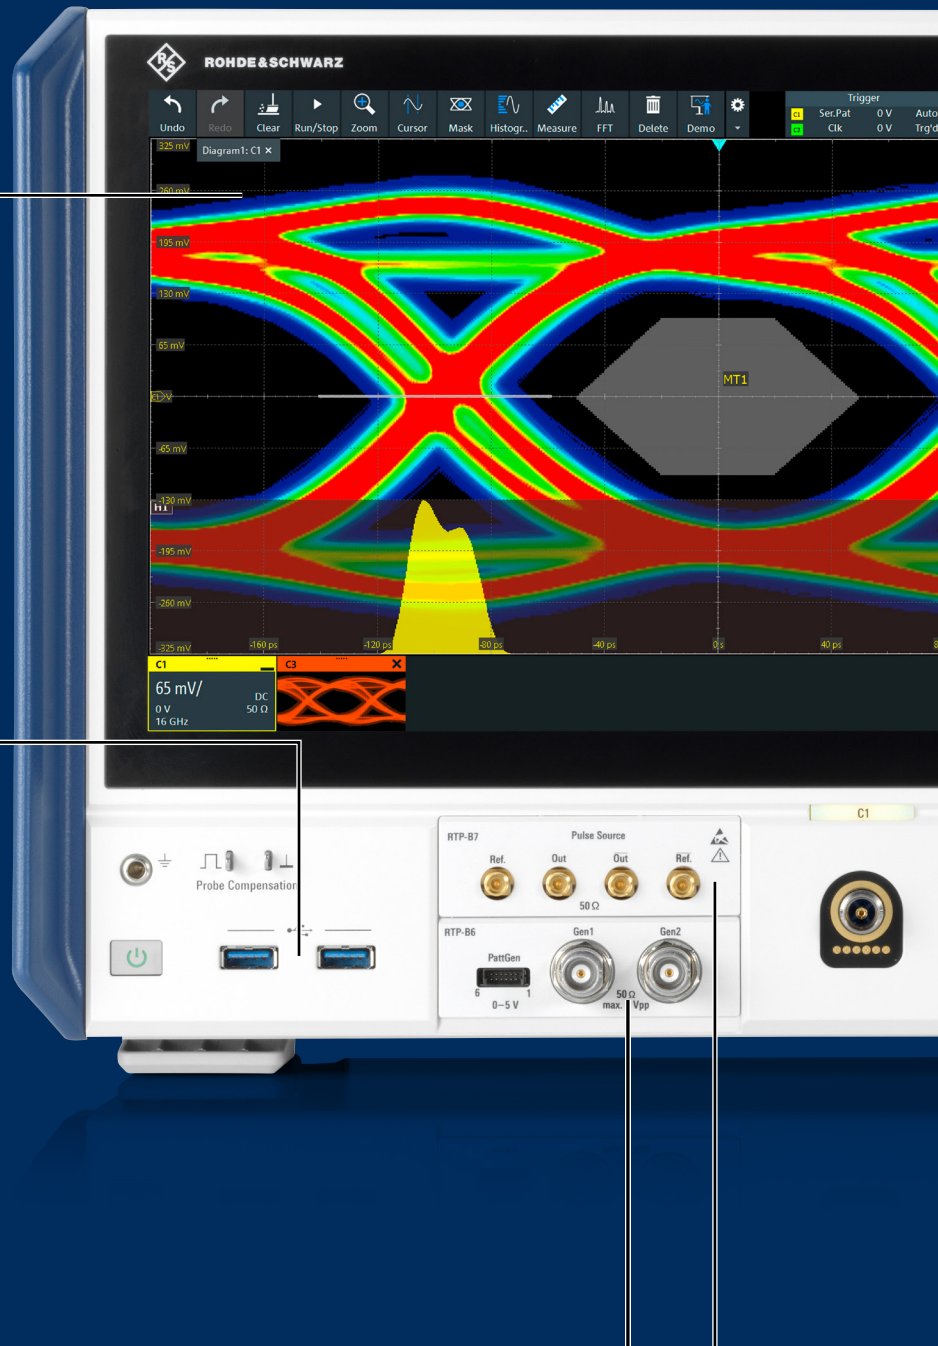 ROHDE&SCHWARZ
Undo Redo Clear Run/Stop Zoom Cursor Mask Histogr.. Measure FFT Delete Demo
Trigger
C1 Ser.Pat 0 V Auto
C2 Clk 0 V Trg'd
Diagram1: C1 ×
325 mV
260 mV
195 mV
130 mV
65 mV
MT1
C1 0 V
-65 mV
-130 mV
-195 mV
-260 mV
-325 mV
-160 ps -120 ps -80 ps -40 ps 0 s 40 ps
C1 C3
65 mV/ DC
0 V 50 Ω
16 GHz
C1
RTP-B7 Pulse Source
Ref. Out Out Ref.
50 Ω
Probe Compensation
RTP-B6 Gen1 Gen2
PattGen
6 1
0–5 V
50 Ω
max. Vpp